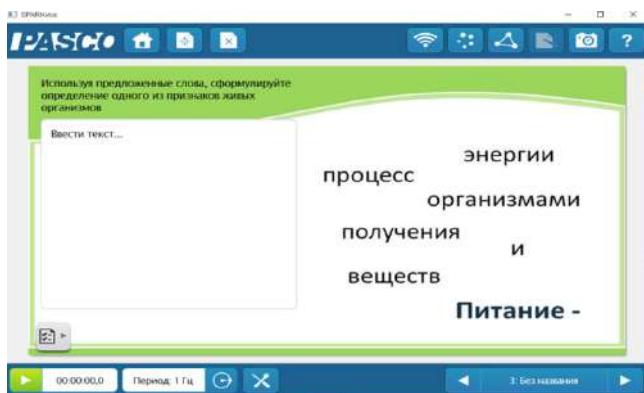 SPARKvue
PASCO
?
Используя предложенные слова, сформулируйте
определение одного из признаков живых
организмов
Ввести текст...
энергии
процесс
организмами
получения
и
веществ
Питание -
00:00:00,0
Период: 1 Гц
3: Без названия